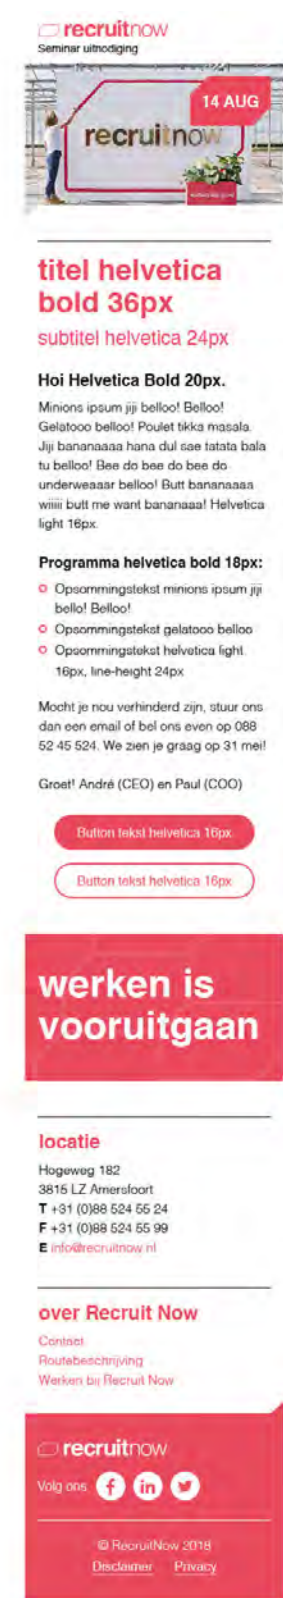 recruitnow
Seminar uitnodiging
14 AUG
recruitnow
titel helvetica
bold 36px
subtitel helvetica 24px
Hoi Helvetica Bold 20px.
Minions ipsum jiji belloo! Belloo!
Gelatooo belloo! Poulet tikka masala.
Jiji bananaaaa hana dul sae tatata bala
tu belloo! Bee do bee do bee do
underweaaar belloo! Butt bananaaaa
wiiiii butt me want bananaaa! Helvetica
light 16px.
Programma helvetica bold 18px:
Opsommingstekst minions ipsum jiji
bello! Belloo!
Opsommingstekst gelatooo belloo
Opsommingstekst helvetica light
16px, line-height 24px
Mocht je nou verhinderd zijn, stuur ons
dan een email of bel ons even op 088
52 45 524. We zien je graag op 31 mei!
Groet! André (CEO) en Paul (COO)
Button tekst helvetica 16px
Button tekst helvetica 16px
werken is
vooruitgaan
locatie
Hogeweg 182
3815 LZ Amersfoort
T +31 (0)88 524 55 24
F +31 (0)88 524 55 99
E info@recruitnow.nl
over Recruit Now
Contact
Routebeschrijving
Werken bij Recruit Now
recruitnow
Volg ons
© RecruitNow 2018
Disclaimer Privacy